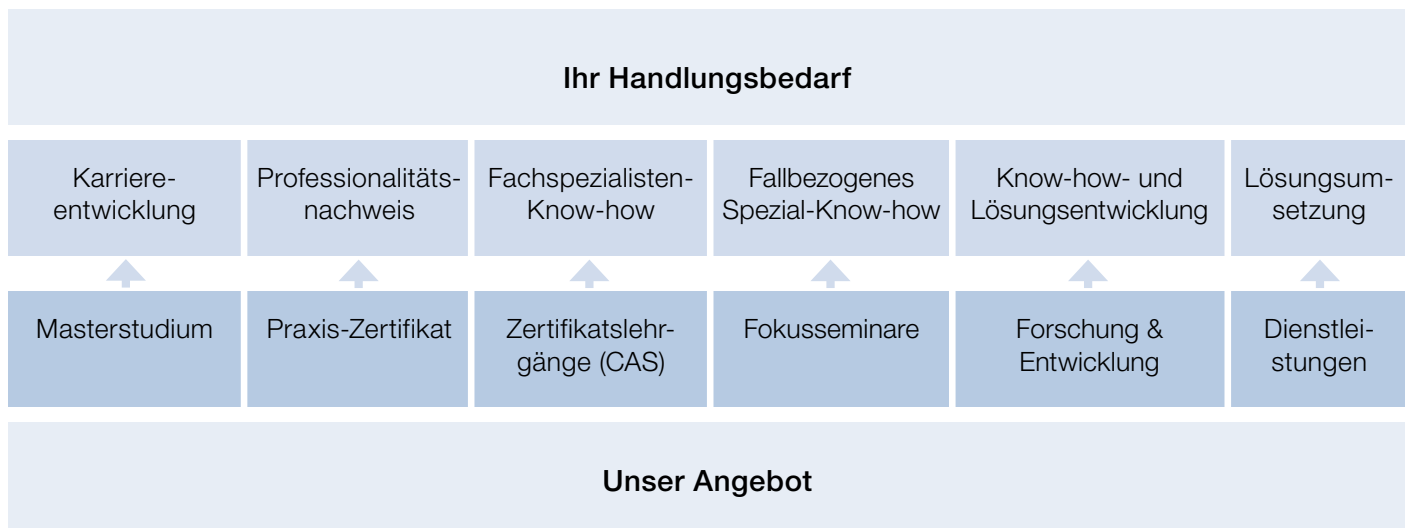 Ihr Handlungsbedarf
Karriere-
entwicklung
Professionalitäts-
nachweis
Fachspezialisten-
Know-how
Fallbezogenes
Spezial-Know-how
Know-how- und
Lösungsentwicklung
Lösungsum-
setzung
Masterstudium
Praxis-Zertifikat
Zertifikatslehr-
gänge (CAS)
Fokusseminare
Forschung &
Entwicklung
Dienstlei-
stungen
Unser Angebot